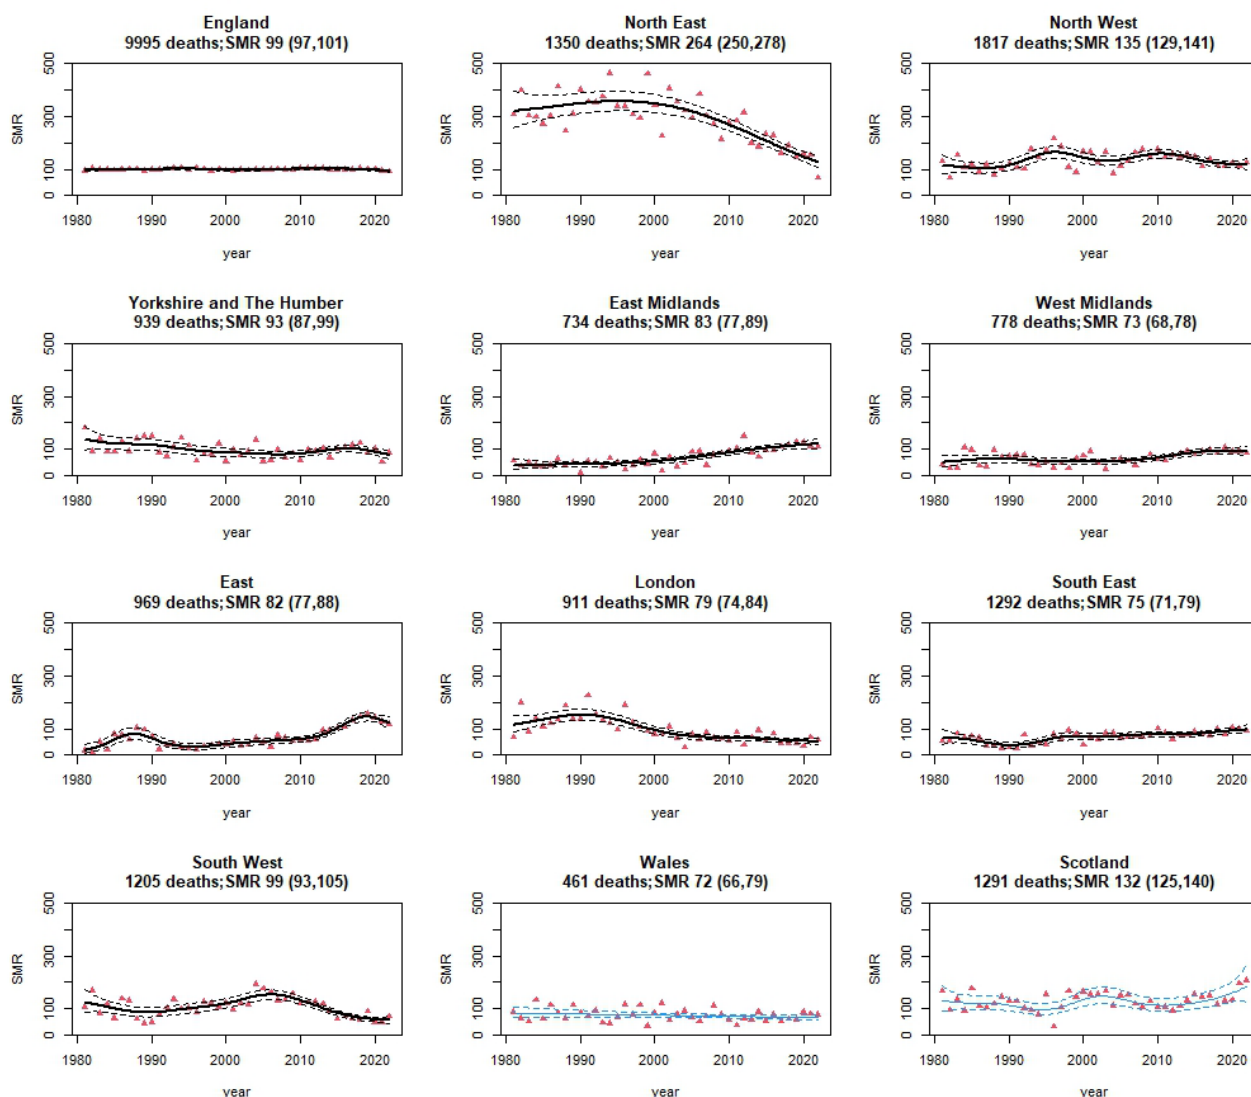 England
9995 deaths;SMR 99 (97,101)
SMR
500
300
100
0
1980 1990 2000 2010 2020
year
North East
1350 deaths;SMR 264 (250,278)
SMR
500
300
100
0
1980 1990 2000 2010 2020
year
North West
1817 deaths;SMR 135 (129,141)
SMR
500
300
100
0
1980 1990 2000 2010 2020
year
Yorkshire and The Humber
939 deaths;SMR 93 (87,99)
SMR
500
300
100
0
1980 1990 2000 2010 2020
year
East Midlands
734 deaths;SMR 83 (77,89)
SMR
500
300
100
0
1980 1990 2000 2010 2020
year
West Midlands
778 deaths;SMR 73 (68,78)
SMR
500
300
100
0
1980 1990 2000 2010 2020
year
East
969 deaths;SMR 82 (77,88)
SMR
500
300
100
0
1980 1990 2000 2010 2020
year
London
911 deaths;SMR 79 (74,84)
SMR
500
300
100
0
1980 1990 2000 2010 2020
year
South East
1292 deaths;SMR 75 (71,79)
SMR
500
300
100
0
1980 1990 2000 2010 2020
year
South West
1205 deaths;SMR 99 (93,105)
SMR
500
300
100
0
1980 1990 2000 2010 2020
year
Wales
461 deaths;SMR 72 (66,79)
SMR
500
300
100
0
1980 1990 2000 2010 2020
year
Scotland
1291 deaths;SMR 132 (125,140)
SMR
500
300
100
0
1980 1990 2000 2010 2020
year